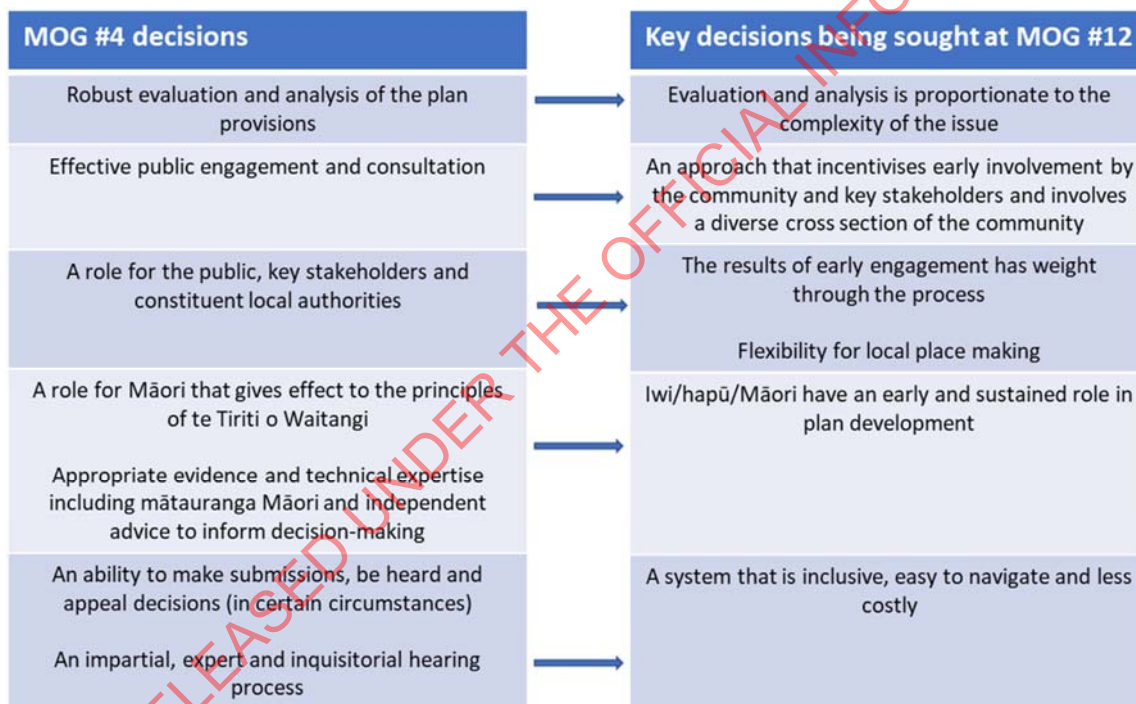 MOG #4 decisions
Key decisions being sought at MOG #12
Robust evaluation and analysis of the plan
provisions
Evaluation and analysis is proportionate to the
complexity of the issue
Effective public engagement and consultation
An approach that incentivises early involvement by
the community and key stakeholders and involves
a diverse cross section of the community
A role for the public, key stakeholders and
constituent local authorities
The results of early engagement has weight
through the process
Flexibility for local place making
A role for Māori that gives effect to the principles
of te Tiriti o Waitangi
Appropriate evidence and technical expertise
including mātauranga Māori and independent
advice to inform decision-making
Iwi/hapū/Māori have an early and sustained role in
plan development
An ability to make submissions, be heard and
appeal decisions (in certain circumstances)
An impartial, expert and inquisitorial hearing
process
A system that is inclusive, easy to navigate and less
costly
RELEASED UNDER THE OFFICIAL INFO